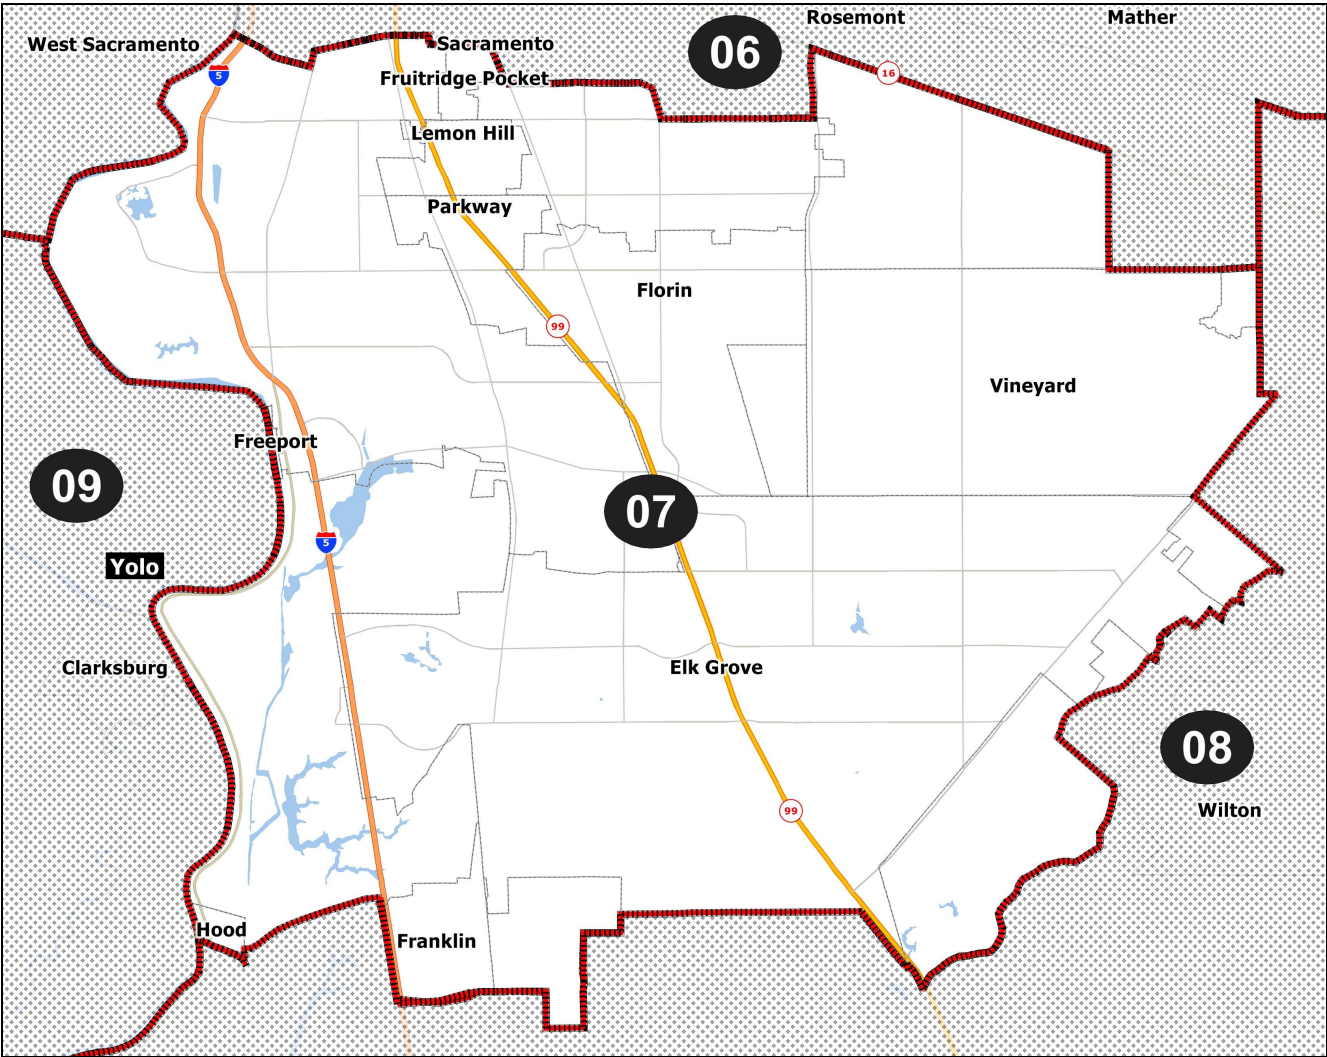 Rosemont
Mather
West Sacramento
Sacramento
06
5
16
Fruitridge Pocket
Lemon Hill
Parkway
Florin
99
Vineyard
Freeport
09
07
5
Yolo
Clarksburg
Elk Grove
08
99
Wilton
Hood
Franklin